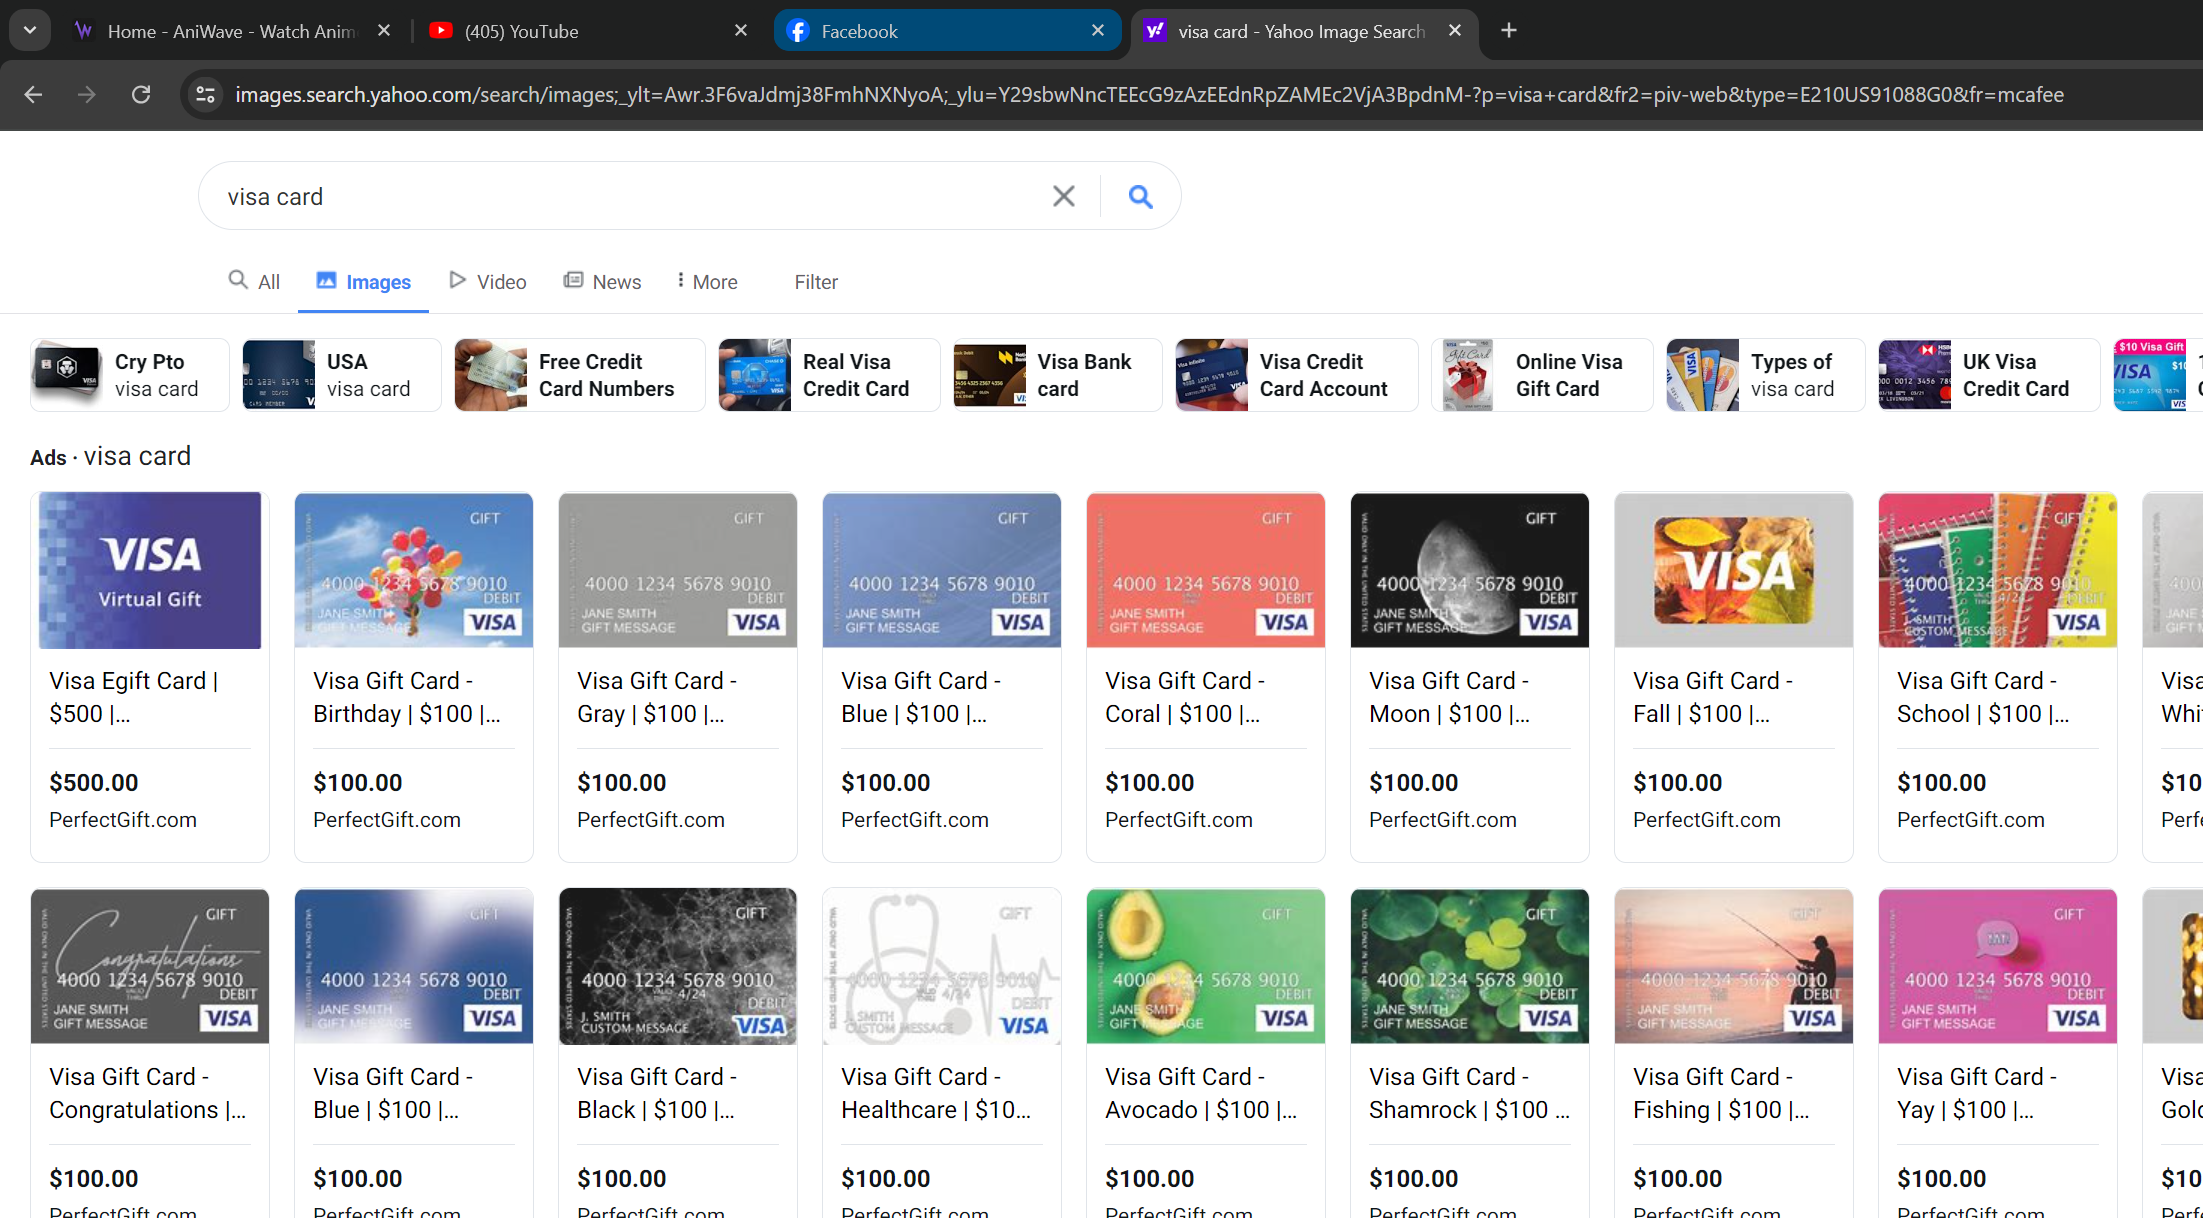 Home - AniWave - Watch Anim
(405) YouTube
Facebook
visa card - Yahoo Image Search
images.search.yahoo.com/search/images;_ylt=Awr.3F6vaJdmj38FmhNXNyoA;_ylu=Y29sbwNncTEEcG9zAzEEdnRpZAMEc2VjA3BpdnM-?p=visa+card&fr2=piv-web&type=E210US91088G0&fr=mcafee
visa card
All
Images
Video
News
More
Filter
Cry Pto
visa card
USA
visa card
Free Credit
Card Numbers
Real Visa
Credit Card
Visa Bank
card
Visa Credit
Card Account
Online Visa
Gift Card
Types of
visa card
UK Visa
Credit Card
$10 Visa Gift
Ads · visa card
VISA
Virtual Gift
Visa Egift Card |
$500 |...
$500.00
PerfectGift.com
GIFT
4000 1234 5678 9010
DEBIT
JANE SMITH
GIFT MESSAGE
VISA
Visa Gift Card -
Birthday | $100 |...
$100.00
PerfectGift.com
GIFT
4000 1234 5678 9010
DEBIT
JANE SMITH
GIFT MESSAGE
VISA
Visa Gift Card -
Gray | $100 |...
$100.00
PerfectGift.com
GIFT
4000 1234 5678 9010
DEBIT
JANE SMITH
GIFT MESSAGE
VISA
Visa Gift Card -
Blue | $100 |...
$100.00
PerfectGift.com
GIFT
4000 1234 5678 9010
DEBIT
JANE SMITH
GIFT MESSAGE
VISA
Visa Gift Card -
Coral | $100 |...
$100.00
PerfectGift.com
GIFT
4000 1234 5678 9010
DEBIT
JANE SMITH
GIFT MESSAGE
VISA
Visa Gift Card -
Moon | $100 |...
$100.00
PerfectGift.com
VISA
Visa Gift Card -
Fall | $100 |...
$100.00
PerfectGift.com
GIFT
4000 1234 5678 9010
4/24
DEBIT
J. SMITH
CUSTOM MESSAGE
VISA
Visa Gift Card -
School | $100 |...
$100.00
PerfectGift.com
Visa
Whi
$10
Perf
GIFT
Congratulations
4000 1234 5678 9010
DEBIT
JANE SMITH
GIFT MESSAGE
VISA
Visa Gift Card -
Congratulations |...
$100.00
PerfectGift.com
GIFT
4000 1234 5678 9010
DEBIT
JANE SMITH
GIFT MESSAGE
VISA
Visa Gift Card -
Blue | $100 |...
$100.00
PerfectGift.com
GIFT
4000 1234 5678 9010
4/24
DEBIT
J. SMITH
CUSTOM MESSAGE
VISA
Visa Gift Card -
Black | $100 |...
$100.00
PerfectGift.com
GIFT
4000 1234 5678 9010
4/24
DEBIT
J. SMITH
CUSTOM MESSAGE
VISA
Visa Gift Card -
Healthcare | $10...
$100.00
PerfectGift.com
GIFT
4000 1234 5678 9010
DEBIT
JANE SMITH
GIFT MESSAGE
VISA
Visa Gift Card -
Avocado | $100 |...
$100.00
PerfectGift.com
GIFT
4000 1234 5678 9010
DEBIT
JANE SMITH
GIFT MESSAGE
VISA
Visa Gift Card -
Shamrock | $100 ...
$100.00
PerfectGift.com
GIFT
4000 1234 5678 9010
DEBIT
JANE SMITH
GIFT MESSAGE
VISA
Visa Gift Card -
Fishing | $100 |...
$100.00
PerfectGift.com
GIFT
4000 1234 5678 9010
DEBIT
JANE SMITH
GIFT MESSAGE
VISA
Visa Gift Card -
Yay | $100 |...
$100.00
PerfectGift.com
Visa
Gold
$10
Perf